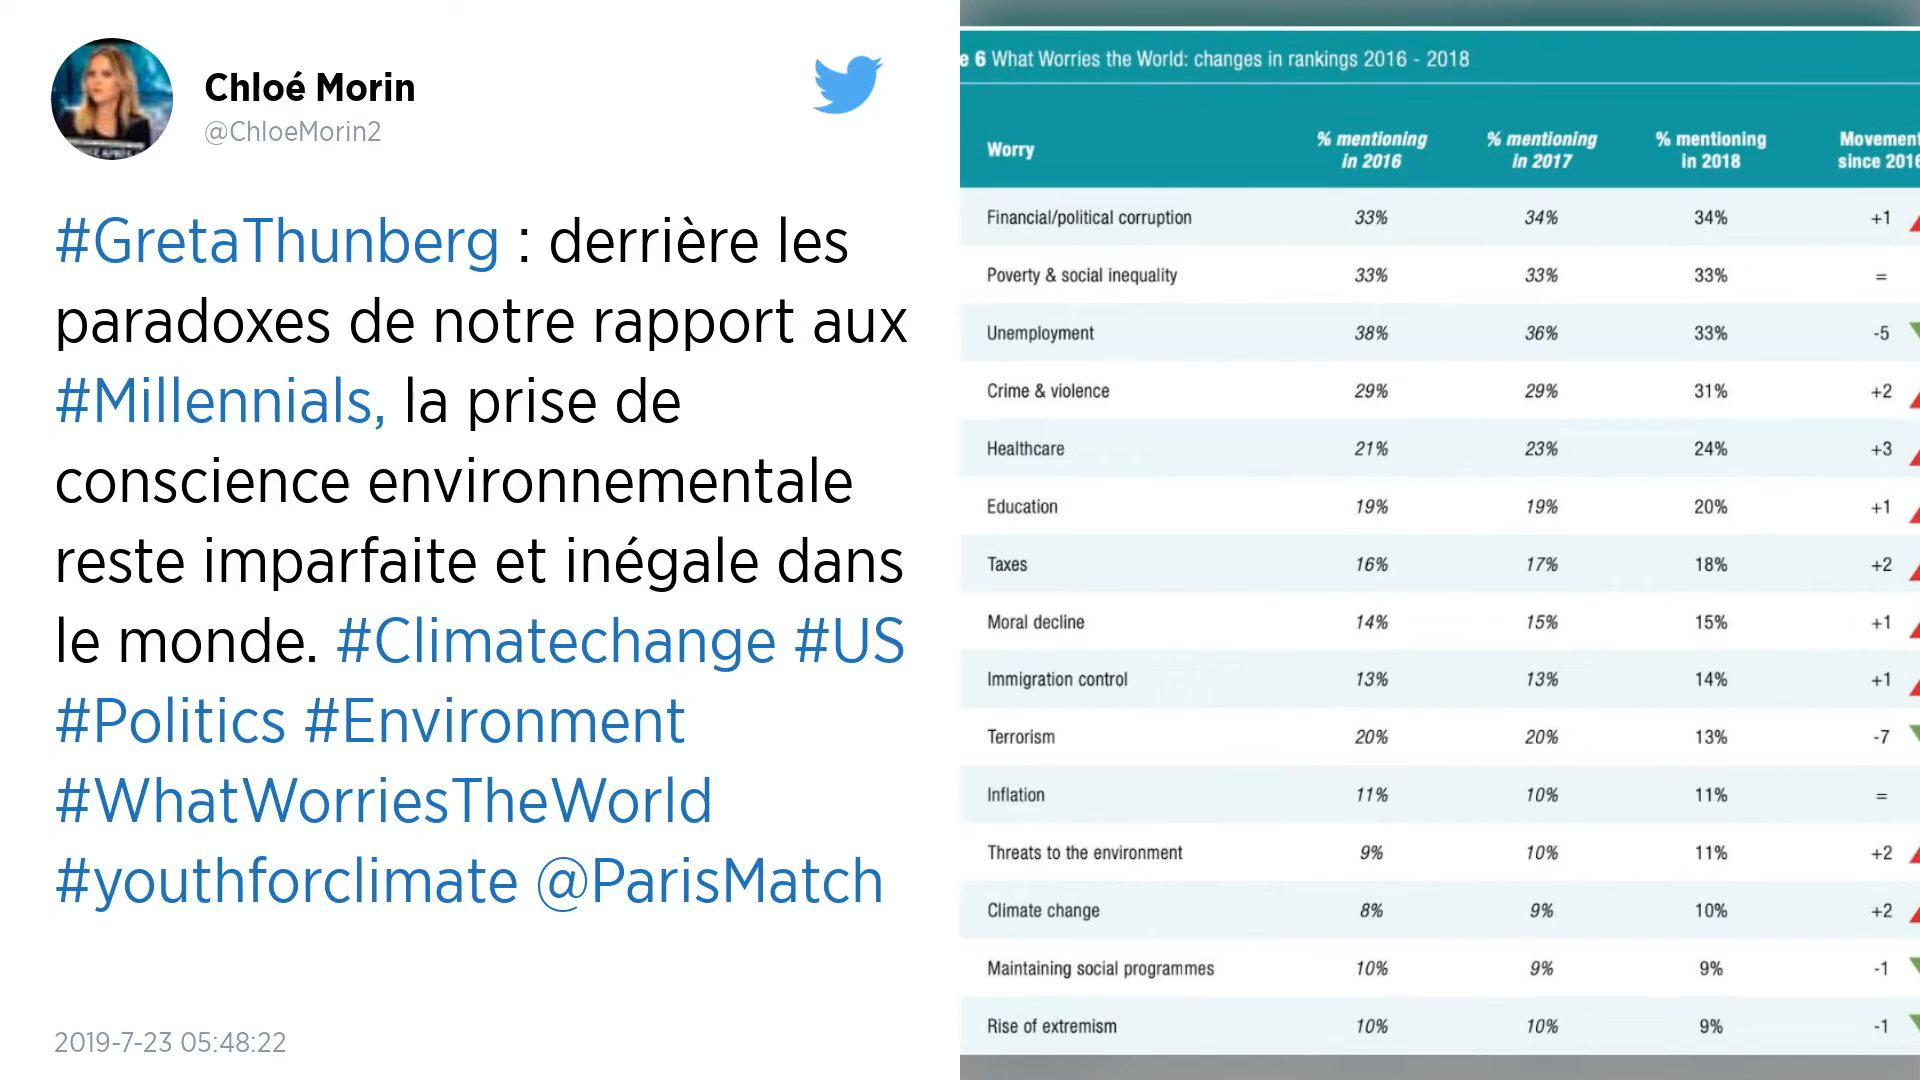 Chloé Morin
@ChloeMorin2
#GretaThunberg : derrière les
paradoxes de notre rapport aux
#Millennials, la prise de
conscience environnementale
reste imparfaite et inégale dans
le monde. #Climatechange #US
#Politics #Environment
#WhatWorriesTheWorld
#youthforclimate @ParisMatch
2019-7-23 05:48:22
e 6 What Worries the World: changes in rankings 2016 - 2018
Worry % mentioning in 2016 % mentioning in 2017 % mentioning in 2018 Movement since 2016
Financial/political corruption 33% 34% 34% +1
Poverty & social inequality 33% 33% 33% =
Unemployment 38% 36% 33% -5
Crime & violence 29% 29% 31% +2
Healthcare 21% 23% 24% +3
Education 19% 19% 20% +1
Taxes 16% 17% 18% +2
Moral decline 14% 15% 15% +1
Immigration control 13% 13% 14% +1
Terrorism 20% 20% 13% -7
Inflation 11% 10% 11% =
Threats to the environment 9% 10% 11% +2
Climate change 8% 9% 10% +2
Maintaining social programmes 10% 9% 9% -1
Rise of extremism 10% 10% 9% -1